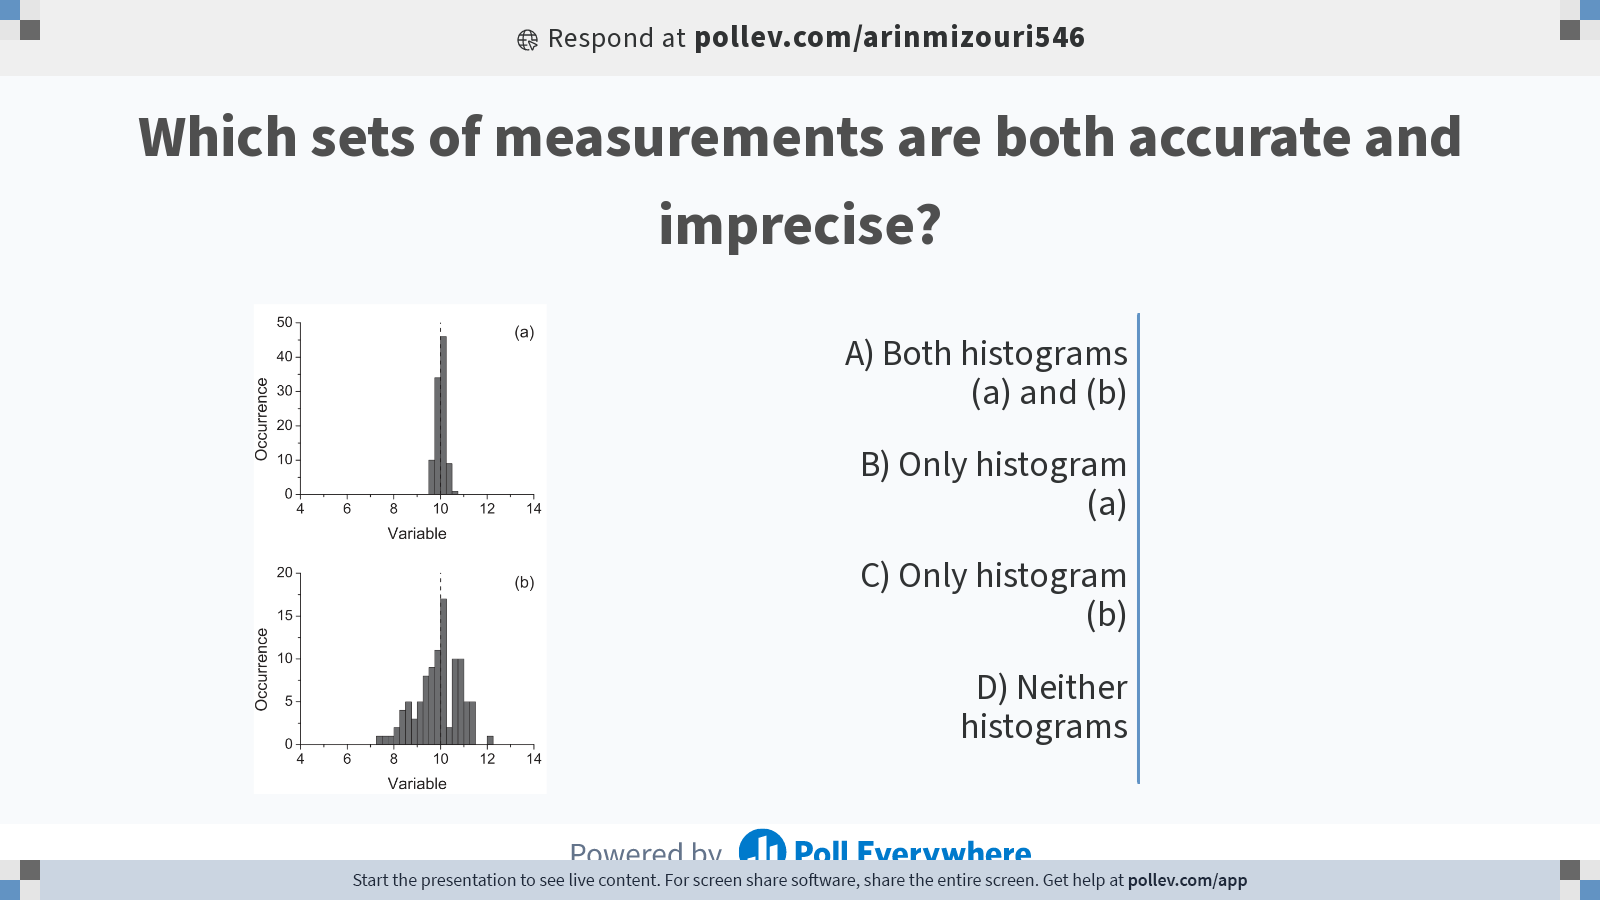 Respond at pollev.com/arinmizouri546
Which sets of measurements are both accurate and
imprecise?
50
40
30
20
10
0
Occurrence
(a)
4 6 8 10 12 14
Variable
20
15
10
5
0
Occurrence
(b)
4 6 8 10 12 14
Variable
A) Both histograms
(a) and (b)
B) Only histogram
(a)
C) Only histogram
(b)
D) Neither
histograms
Powered by Poll Everywhere
Start the presentation to see live content. For screen share software, share the entire screen. Get help at pollev.com/app